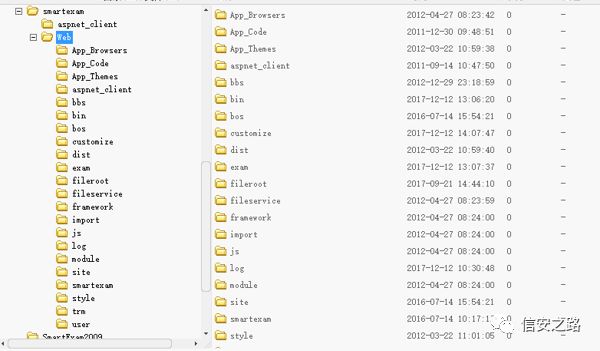 smartexam
aspnet_client
Web
App_Browsers
App_Code
App_Themes
aspnet_client
bbs
bin
bos
customize
dist
exam
fileroot
fileservice
framework
import
js
log
module
site
smartexam
style
trm
user
SmartExam2009
App_Browsers 2012-04-27 08:23:42 0 -
App_Code 2011-12-30 09:48:51 0 -
App_Themes 2012-03-22 10:59:38 0 -
aspnet_client 2011-09-14 10:47:50 0 -
bbs 2012-12-29 23:18:59 0 -
bin 2017-12-12 13:06:20 0 -
bos 2016-07-14 15:54:21 0 -
customize 2017-12-12 14:07:47 0 -
dist 2012-03-22 10:59:40 0 -
exam 2017-12-12 13:07:37 0 -
fileroot 2017-09-21 14:44:10 0 -
fileservice 2012-04-27 08:23:59 0 -
framework 2012-04-27 08:24:00 0 -
import 2012-04-27 08:24:00 0 -
js 2012-04-27 08:24:00 0 -
log 2017-12-12 10:30:48 0 -
module 2012-04-27 08:24:00 0 -
site 2016-07-14 15:54:21 0 -
smartexam 2016-07-14 10:17:1
style 2012-03-22 11:01:05 0 -
信安之路